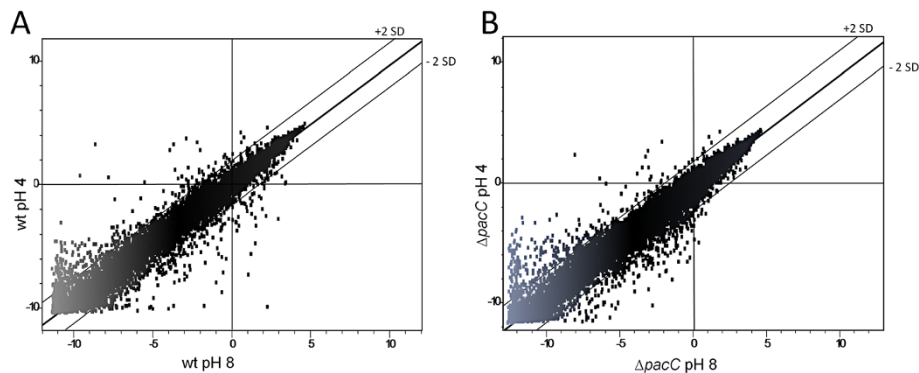 A
+2 SD
- 2 SD
10
0
-10
wt pH 4
-10 -5 0 5 10
wt pH 8
B
+2 SD
- 2 SD
10
0
-10
ΔpacC pH 4
-10 -5 0 5 10
ΔpacC pH 8